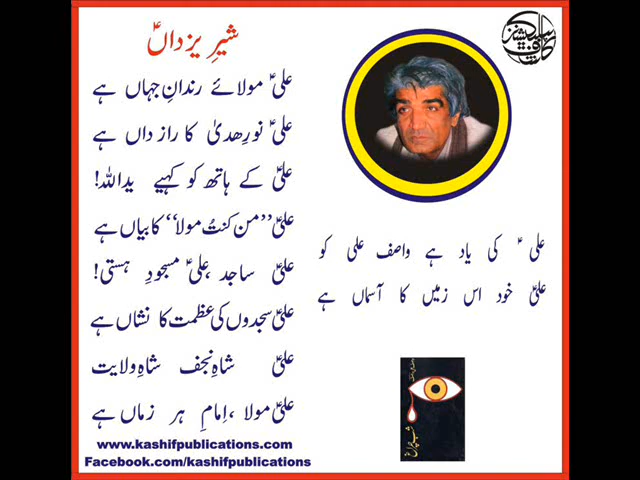 شیرِ یزداں ؑ
علی ؑ مولائے رندانِ جہاں ہے
علی ؑ نورِ ھدیٰ کا راز داں ہے
علی ؑ کے ہاتھ کو کہیے یداللہ!
علی ؑ ’’من کنتُ مولا‘‘ کا بیاں ہے
علی ؑ ساجد ،علی ؑ مسجودِ ہستی!
علی ؑ سجدوں کی عظمت کا نشاں ہے
علی ؑ شاہِ نجف شاہِ ولایت
علی ؑ مولا ،اِمامِ ہر زماں ہے
علی ؑ کی یاد ہے واصف علی کو
علی ؑ خود اس زمیں کا آسماں ہے
شب چراغ
www.kashifpublications.com
Facebook.com/kashifpublications